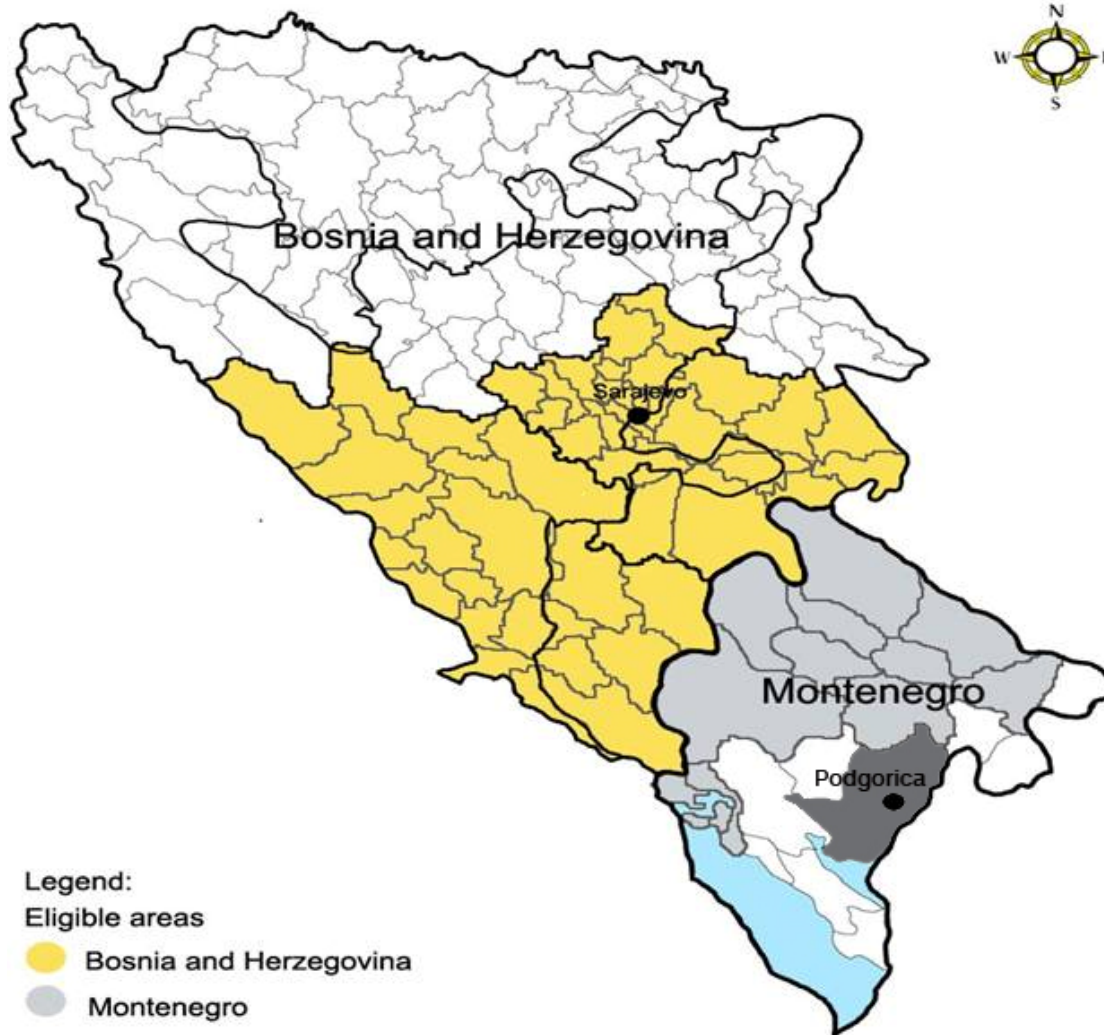 N
W
E
S
Bosnia and Herzegovina
Sarajevo
Montenegro
Podgorica
Legend:
Eligible areas
Bosnia and Herzegovina
Montenegro